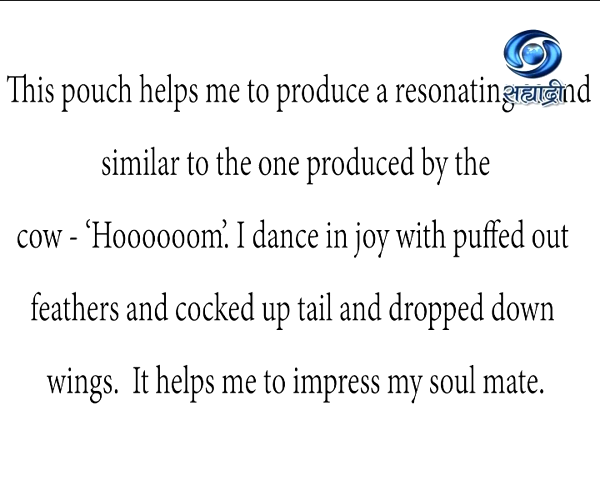 This pouch helps me to produce a resonating nd
सह्याद्री
similar to the one produced by the
cow - ‘Hoooooom’. I dance in joy with puffed out
feathers and cocked up tail and dropped down
wings.  It helps me to impress my soul mate.